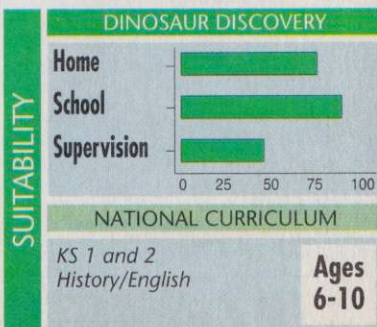 DINOSAUR DISCOVERY
SUITABILITY
Home
School
Supervision
0 25 50 75 100
NATIONAL CURRICULUM
KS 1 and 2
History/English
Ages
6-10